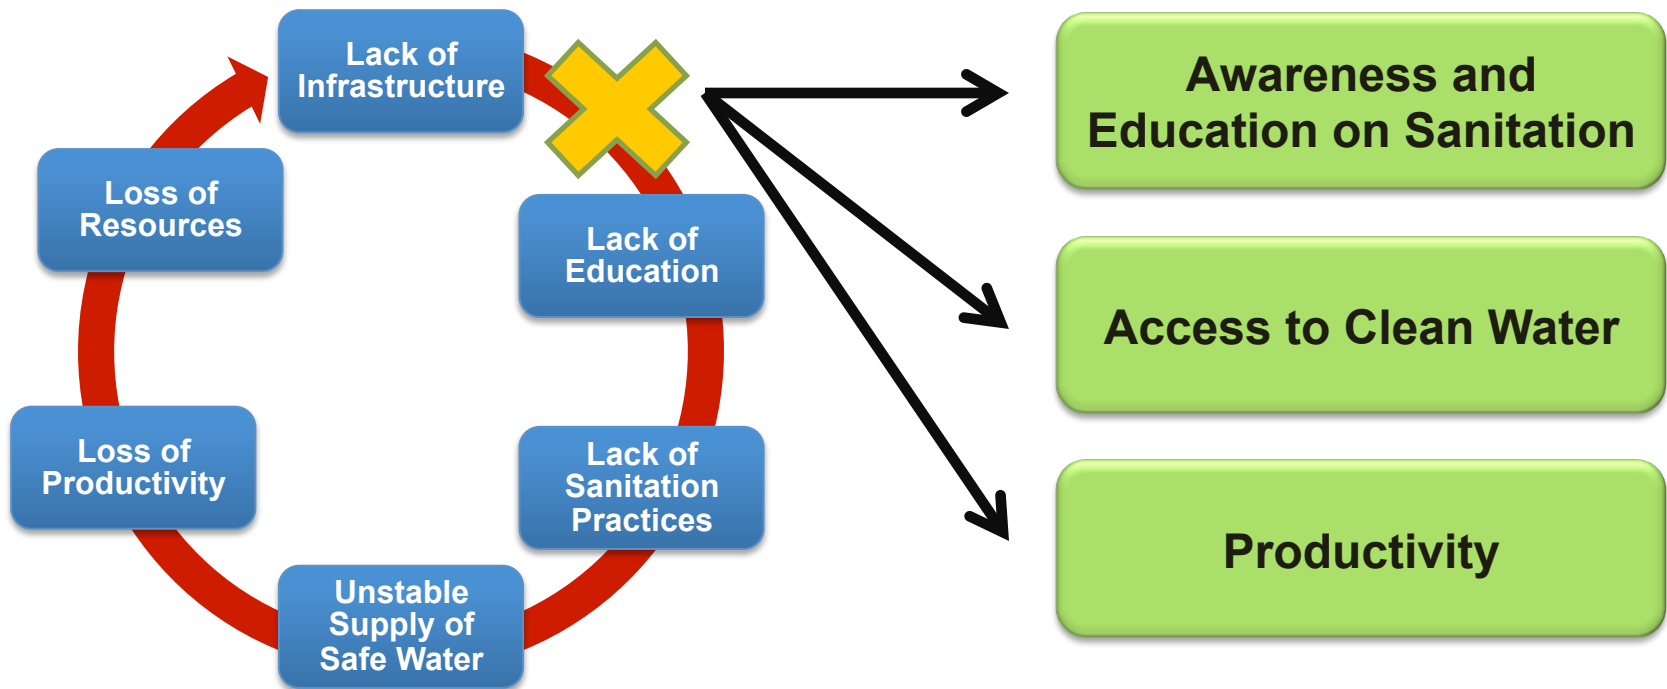 Lack of
Infrastructure
Lack of
Education
Lack of
Sanitation
Practices
Unstable
Supply of
Safe Water
Loss of
Productivity
Loss of
Resources
Awareness and
Education on Sanitation
Access to Clean Water
Productivity